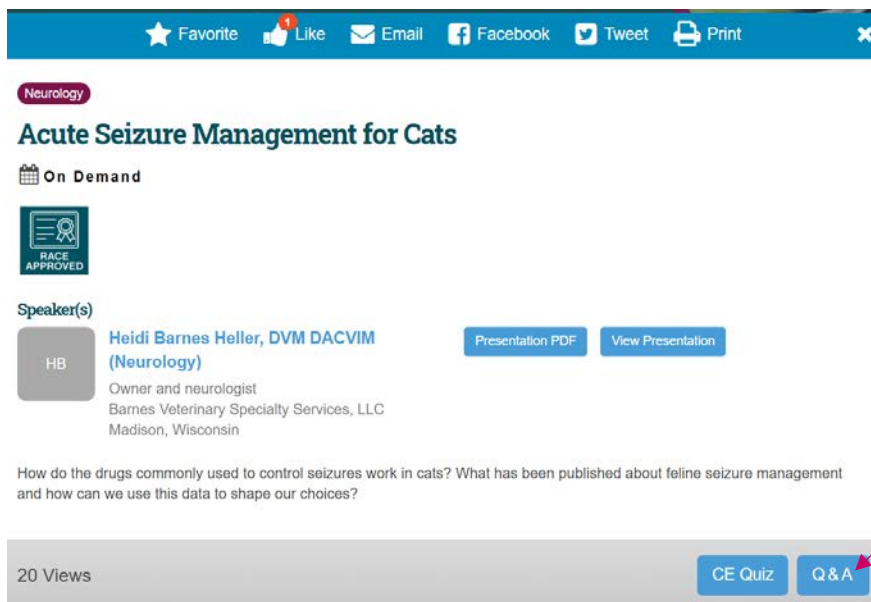 Favorite 1 Like Email Facebook Tweet Print
Neurology
Acute Seizure Management for Cats
On Demand
RACE
APPROVED
Speaker(s)
HB
Heidi Barnes Heller, DVM DACVIM
(Neurology)
Presentation PDF View Presentation
Owner and neurologist
Barnes Veterinary Specialty Services, LLC
Madison, Wisconsin
How do the drugs commonly used to control seizures work in cats? What has been published about feline seizure management
and how can we use this data to shape our choices?
20 Views CE Quiz Q & A